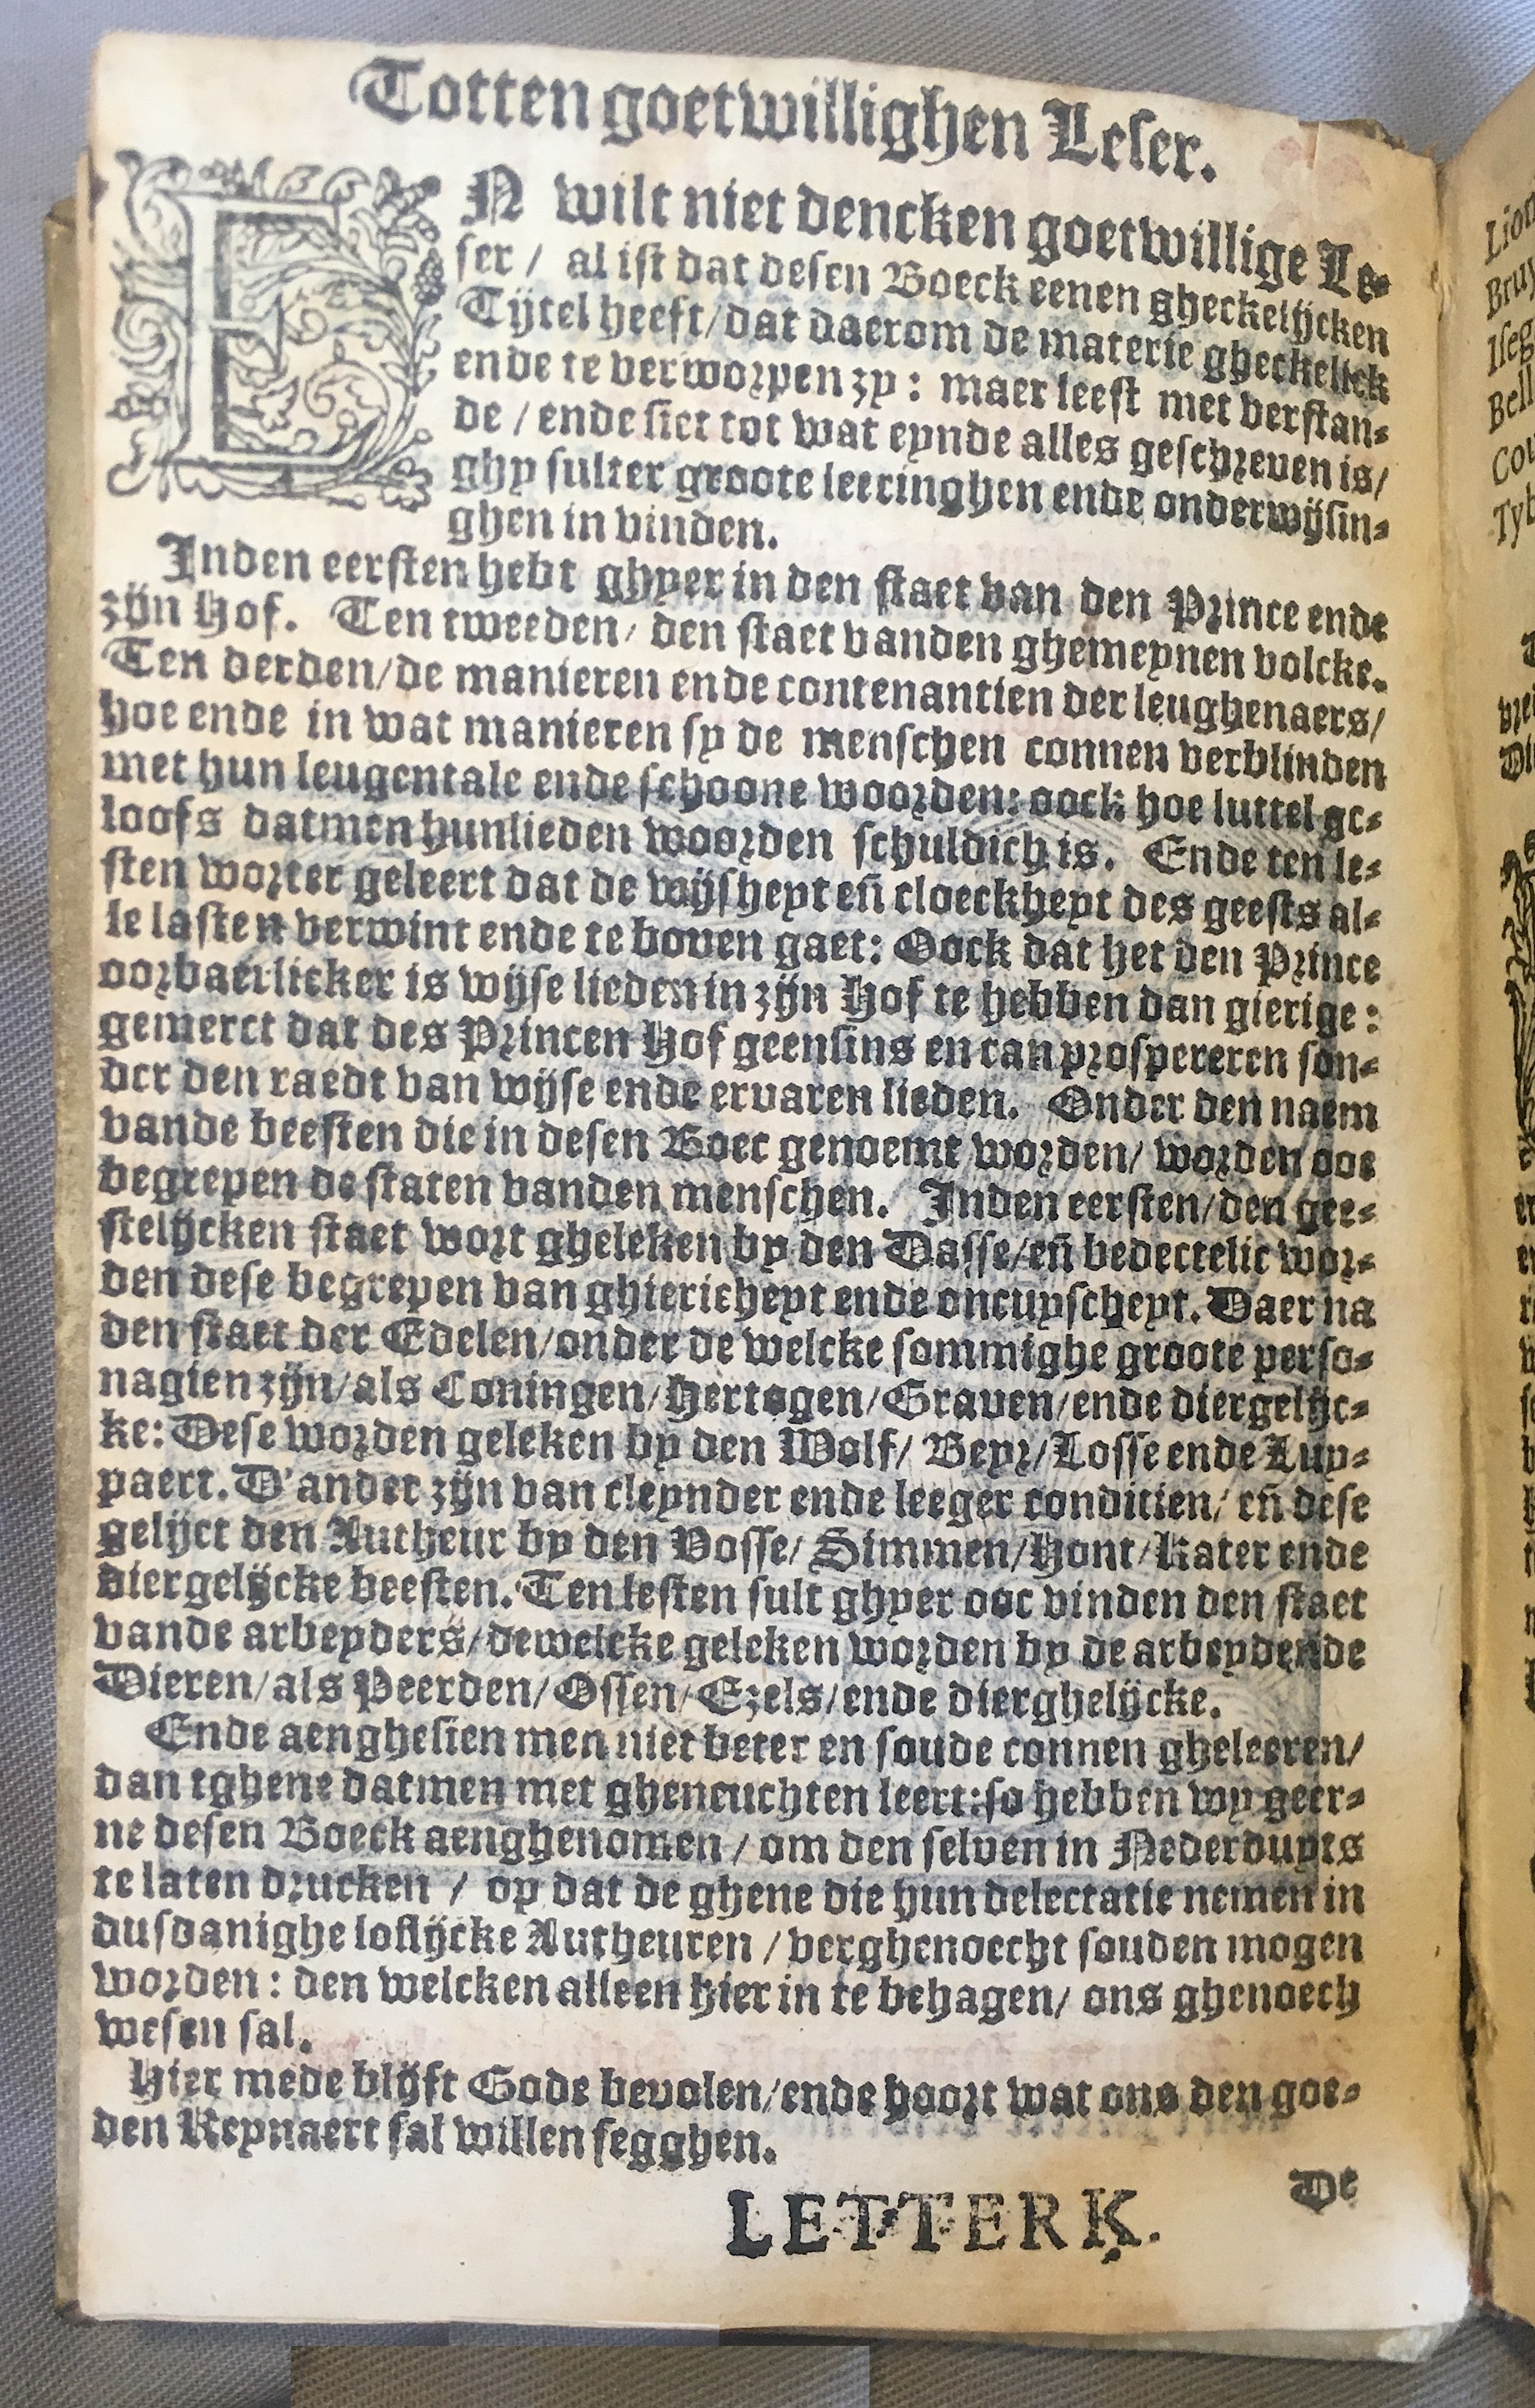 Totten goetwillighen Leser.
EN wilt niet dencken goetwillige Le-
ser / al ist dat desen Boeck eenen gheckelijcken
Tijtel heeft / dat daerom de materie gheckelick
ende te verworpen zy : maer leest met verstan-
de / ende siet tot wat eynde alles geschreven is /
ghy sulter groote leeringhen ende onderwijsin-
ghen in vinden.
Inden eersten hebt ghyer in den staet van den Prince ende
zijn Hof. Ten tweeden / den staet vanden ghemeynen volcke.
Ten derden / de manieren ende contenantien der leughenaers /
hoe ende in wat manieren sy de menschen connen verblinden
met hun leugentale ende schoone woorden: oock hoe luttel ge-
loofs datmen hunlieden woorden schuldich is. Ende ten le-
sten worter geleert dat de wijsheyt en̄ cloeckheyt des geests al-
le lasten verwint ende te boven gaet: Oock dat het den Prince
oorbaerlicker is wijse lieden in zijn Hof te hebben dan gierige :
gemerct dat des Princen Hof geensins en can prospereren son-
der den raedt van wijse ende ervaren lieden. Onder den naem
vande beesten die in desen Boec genoemt worden / worden ooc
begrepen de staten vanden menschen. Inden eersten / den gee-
stelijcken staet wort gheleken by den Dasse / en̄ bedectelic wor-
den dese begrepen van ghiericheyt ende oncuyscheyt. Daer na
den staet der Edelen / onder de welcke sommighe groote perso-
nagien zijn / als Coningen / Hertogen / Graven / ende diergelijc-
ke: Dese worden geleken by den Wolf / Beyr / Losse ende Luy-
paert. D'ander zijn van cleynder ende leeger conditien / en̄ dese
gelijct den Autheur by den Vosse / Simmen / Hont / Kater ende
diergelijcke beesten. Ten lesten sult ghyer ooc vinden den staet
vande arbeyders / dewelcke geleken worden by de arbeydende
Dieren / als Peerden / Ossen / Ezels / ende dierghelijcke.
Ende aenghesien men niet beter en soude connen gheleeren /
dan tghene datmen met gheneuchten leert: so hebben wy geer-
ne desen Boeck aenghenomen / om den selven in Nederduyts
te laten drucken / op dat de ghene die hun delectatie nemen in
dusdanighe loflijcke Autheuren / verghenoecht souden mogen
worden : den welcken alleen hier in te behagen / ons ghenoech
wesen sal.
Hier mede blijft Gode bevolen / ende hoort wat ons den goe-
den Reynaert sal willen segghen.
De
LETTERK.
Lion
Bruy
Iseg
Bell
Cou
Tyb